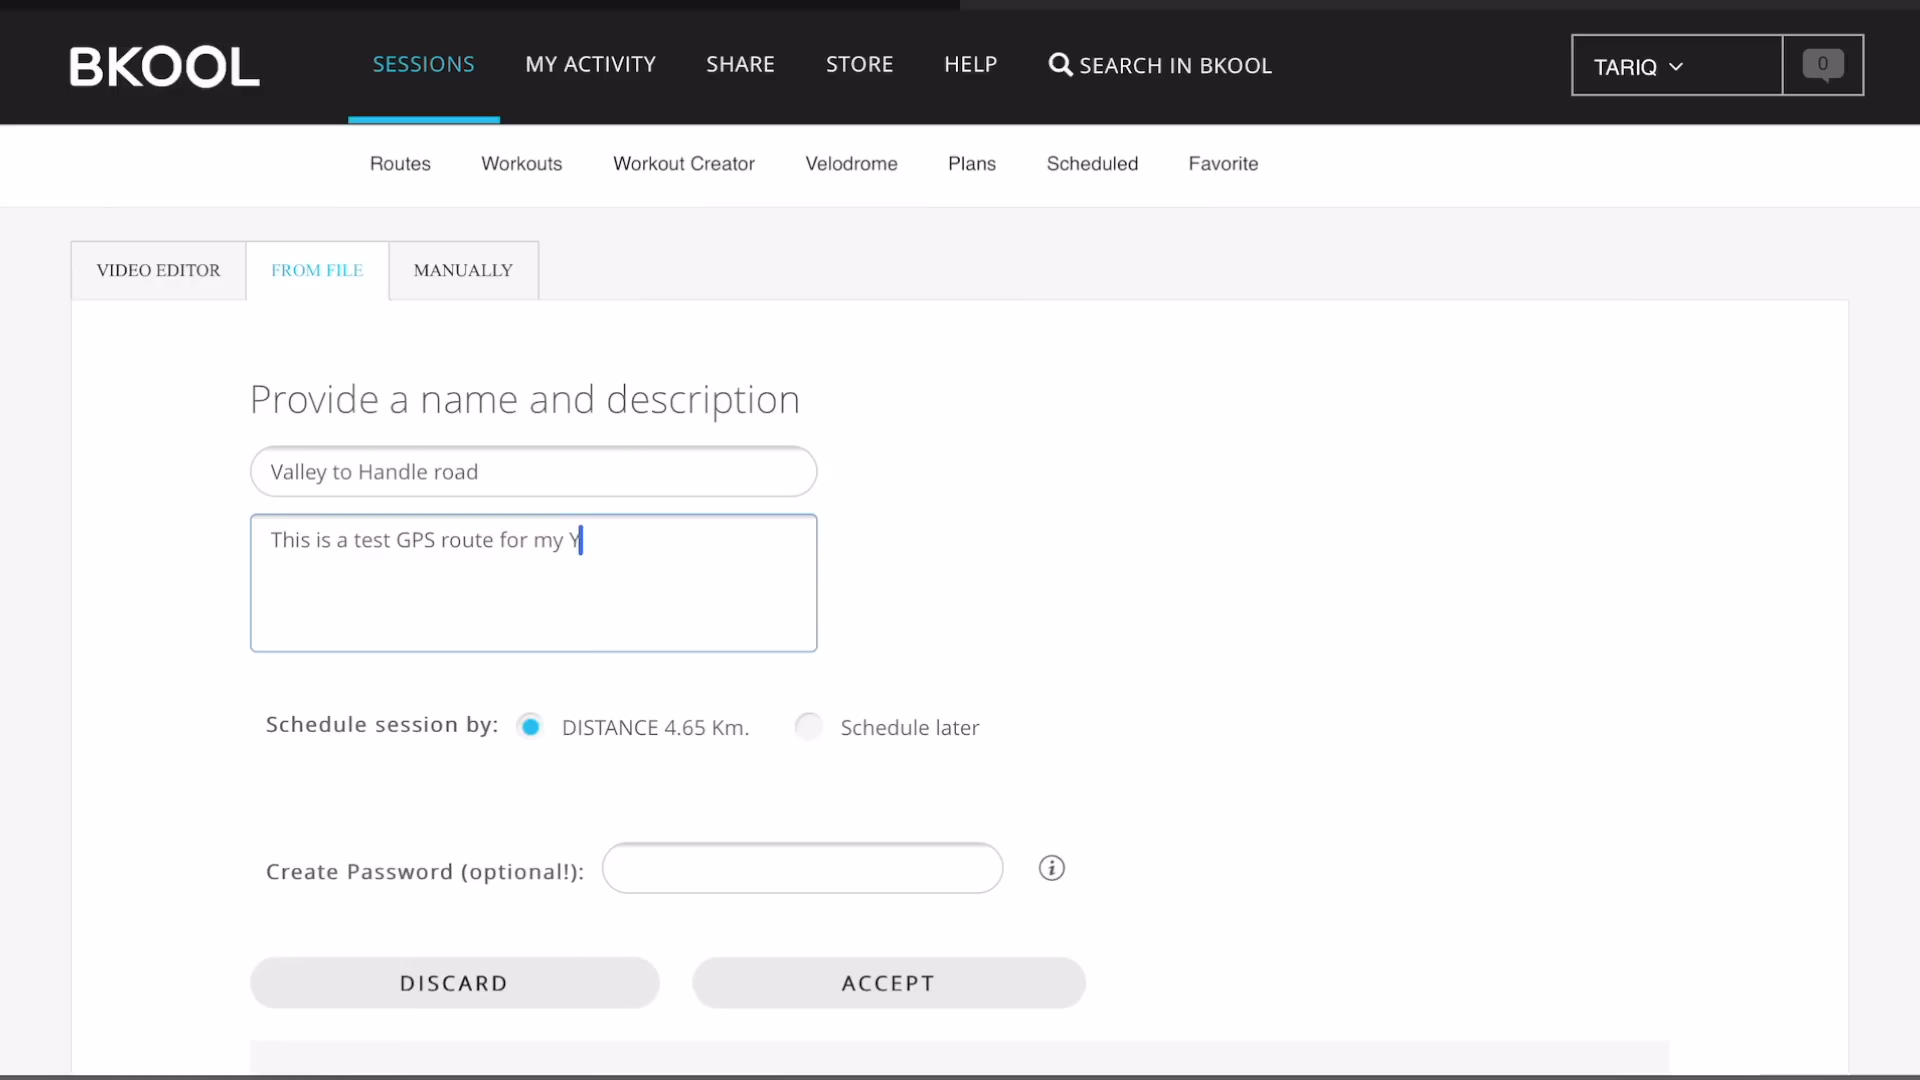 BKOOL
SESSIONS
MY ACTIVITY
SHARE
STORE
HELP
SEARCH IN BKOOL
TARIQ
0
Routes
Workouts
Workout Creator
Velodrome
Plans
Scheduled
Favorite
VIDEO EDITOR
FROM FILE
MANUALLY
Provide a name and description
Valley to Handle road
This is a test GPS route for my Y
Schedule session by:
DISTANCE 4.65 Km.
Schedule later
Create Password (optional!):
i
DISCARD
ACCEPT